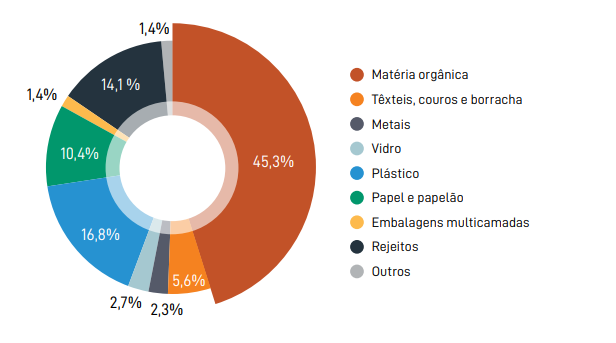 1,4%
14,1 %
1,4%
10,4%
45,3%
16,8%
5,6%
2,7%
2,3%
Matéria orgânica
Têxteis, couros e borracha
Metais
Vidro
Plástico
Papel e papelão
Embalagens multicamadas
Rejeitos
Outros